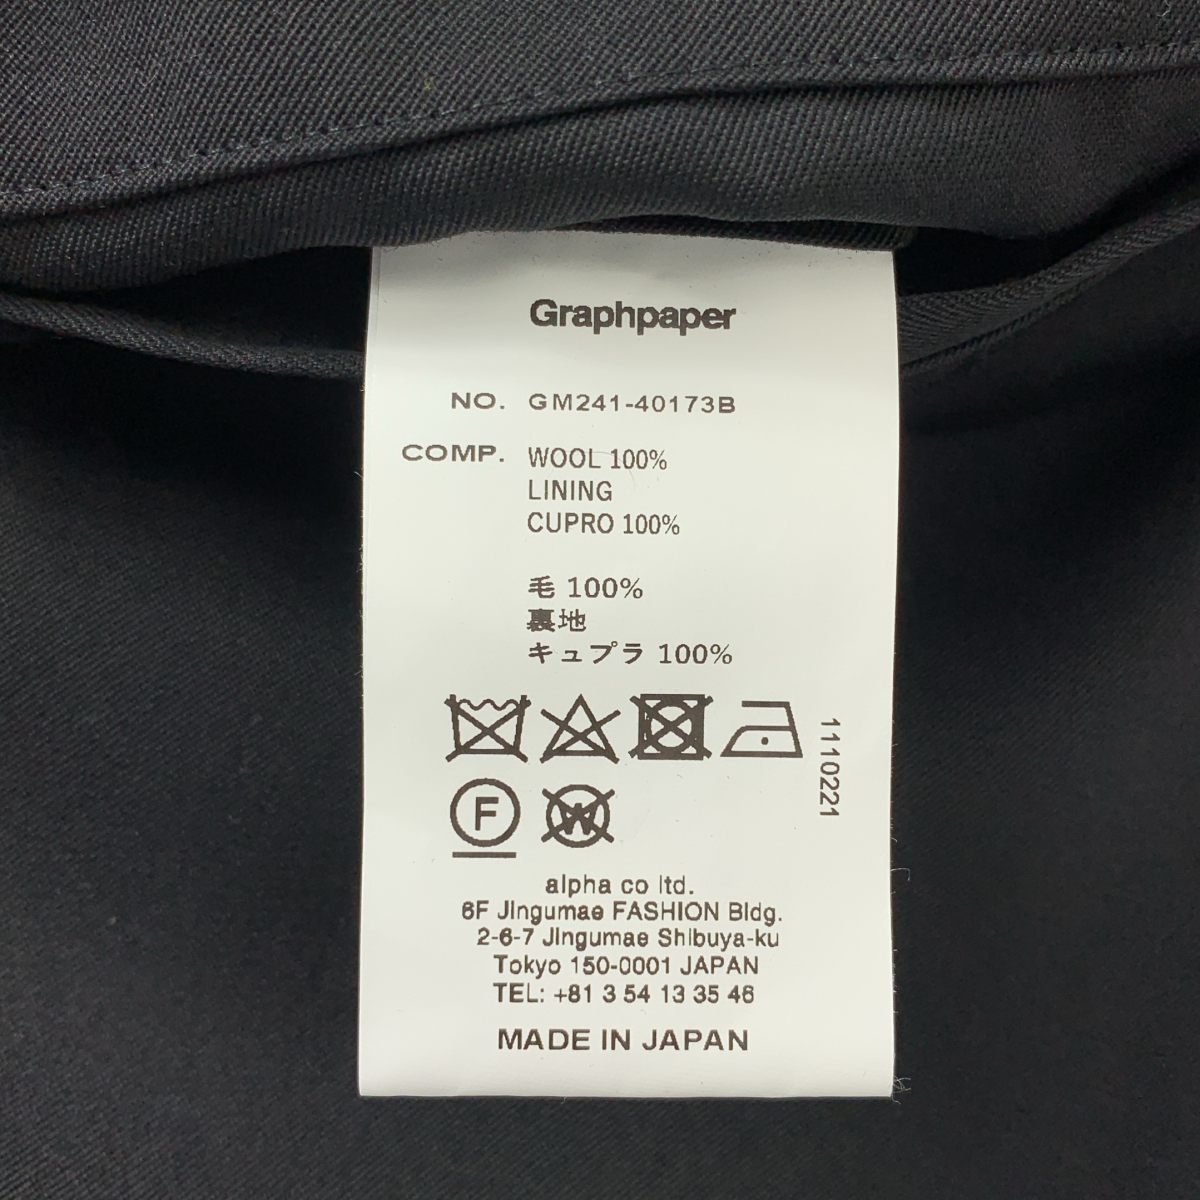 Graphpaper
NO. GM241-40173B
COMP. WOOL 100%
LINING
CUPRO 100%
毛 100%
裏地
キュプラ 100%
1110221
F
W
alpha co ltd.
6F Jingumae FASHION Bldg.
2-6-7 Jingumae Shibuya-ku
Tokyo 150-0001 JAPAN
TEL: +81 3 54 13 35 46
MADE IN JAPAN